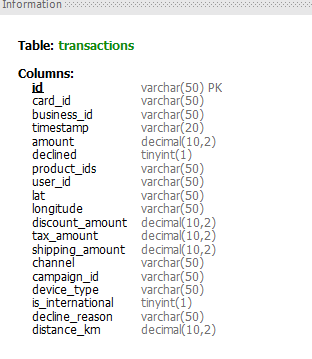 Information
Table: transactions
Columns:
id varchar(50) PK
card_id varchar(50)
business_id varchar(50)
timestamp varchar(20)
amount decimal(10,2)
declined tinyint(1)
product_ids varchar(50)
user_id varchar(50)
lat varchar(50)
longitude varchar(50)
discount_amount decimal(10,2)
tax_amount decimal(10,2)
shipping_amount decimal(10,2)
channel varchar(50)
campaign_id varchar(50)
device_type varchar(50)
is_international tinyint(1)
decline_reason varchar(50)
distance_km decimal(10,2)